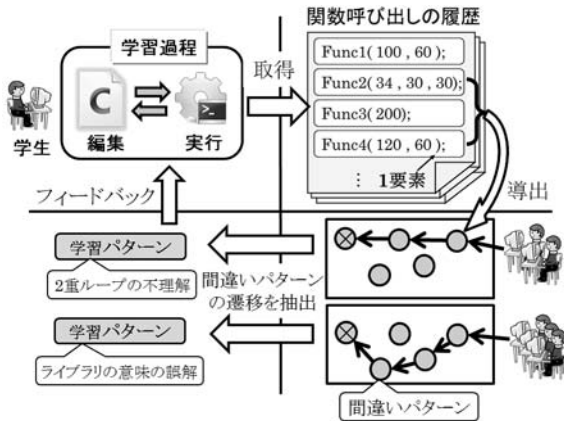 関数呼び出しの履歴
学習過程
C
学生
編集
実行
取得
Func1( 100 , 60 );
Func2( 34 , 30 , 30);
Func3( 200);
Func4( 120 , 60 );
⋮ 1要素
フィードバック
導出
学習パターン
2重ループの不理解
間違いパターン
の遷移を抽出
学習パターン
ライブラリの意味の誤解
間違いパターン